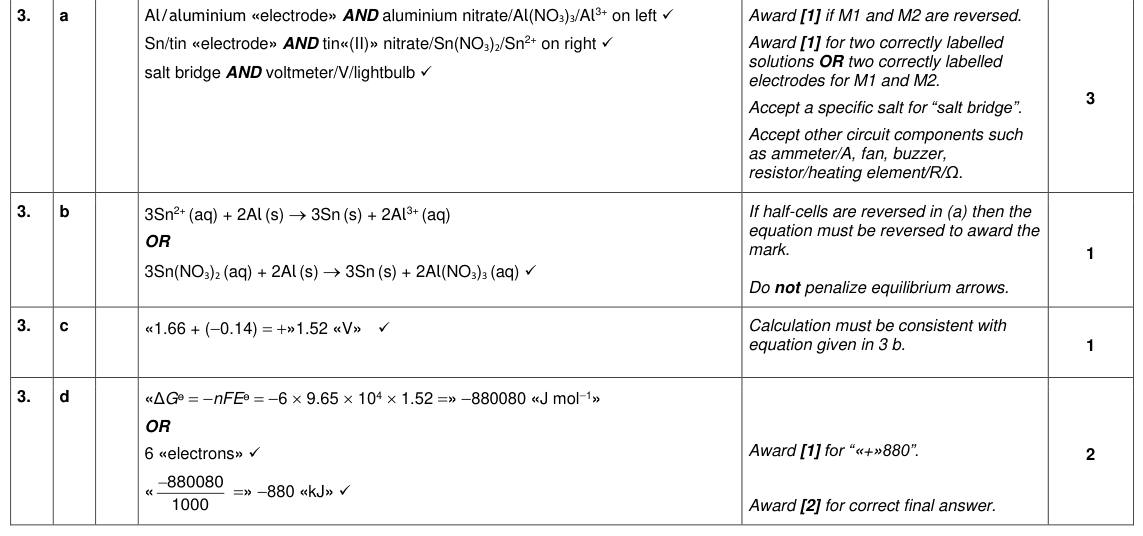 3. a Al/aluminium «electrode» AND aluminium nitrate/Al(NO₃)₃/Al³⁺ on left ✓
Sn/tin «electrode» AND tin«(II)» nitrate/Sn(NO₃)₂/Sn²⁺ on right ✓
salt bridge AND voltmeter/V/lightbulb ✓
Award [1] if M1 and M2 are reversed.
Award [1] for two correctly labelled
solutions OR two correctly labelled
electrodes for M1 and M2.
Accept a specific salt for “salt bridge”.
Accept other circuit components such
as ammeter/A, fan, buzzer,
resistor/heating element/R/Ω.
3
3. b 3Sn²⁺ (aq) + 2Al (s) → 3Sn (s) + 2Al³⁺ (aq)
OR
3Sn(NO₃)₂ (aq) + 2Al (s) → 3Sn (s) + 2Al(NO₃)₃ (aq) ✓
If half-cells are reversed in (a) then the
equation must be reversed to award the
mark.
Do not penalize equilibrium arrows.
1
3. c «1.66 + (−0.14) = +»1.52 «V» ✓
Calculation must be consistent with
equation given in 3 b.
1
3. d «ΔG⦵ = −nFE⦵ = −6 × 9.65 × 10⁴ × 1.52 =» −880080 «J mol⁻¹»
OR
6 «electrons» ✓
«−880080/1000 =» −880 «kJ» ✓
Award [1] for “«+»880”.
Award [2] for correct final answer.
2